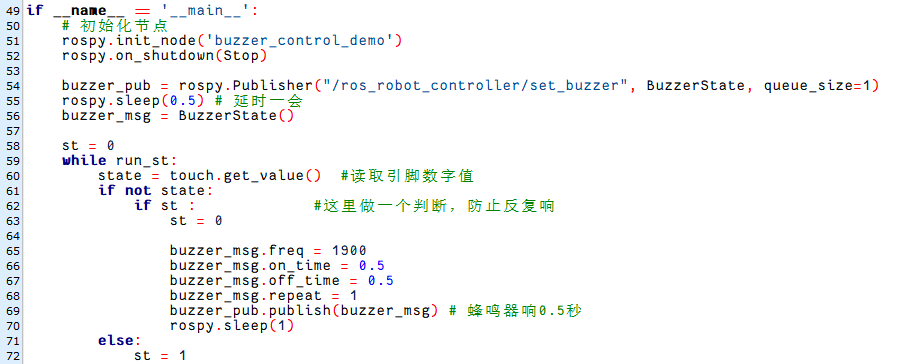 49 if __name__ == '__main__':
50     # 初始化节点
51     rospy.init_node('buzzer_control_demo')
52     rospy.on_shutdown(Stop)
53
54     buzzer_pub = rospy.Publisher("/ros_robot_controller/set_buzzer", BuzzerState, queue_size=1)
55     rospy.sleep(0.5) # 延时一会
56     buzzer_msg = BuzzerState()
57
58     st = 0
59     while run_st:
60         state = touch.get_value()  #读取引脚数字值
61         if not state:
62             if st :             #这里做一个判断，防止反复响
63                 st = 0
64
65                 buzzer_msg.freq = 1900
66                 buzzer_msg.on_time = 0.5
67                 buzzer_msg.off_time = 0.5
68                 buzzer_msg.repeat = 1
69                 buzzer_pub.publish(buzzer_msg) # 蜂鸣器响0.5秒
70                 rospy.sleep(1)
71         else:
72             st = 1